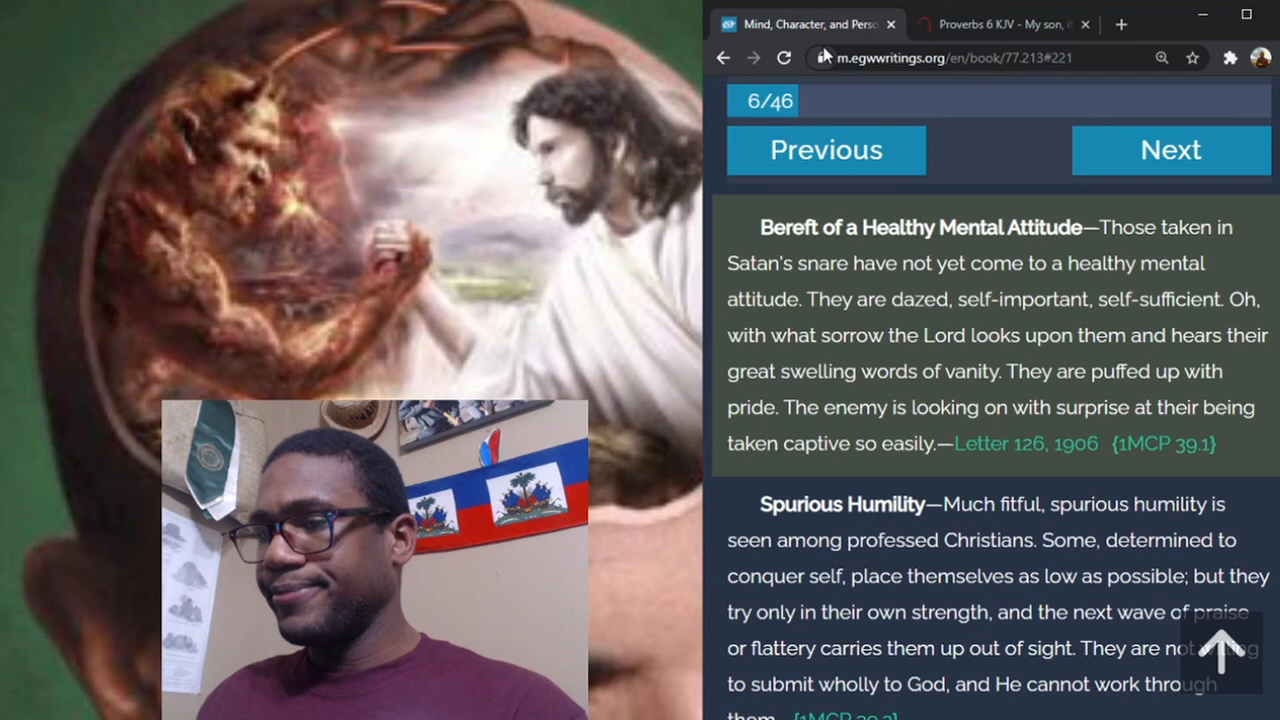 Mind, Character, and Perso
Proverbs 6 KJV - My son, i
m.egwwritings.org/en/book/77.213#221
6/46
Previous
Next
Bereft of a Healthy Mental Attitude—Those taken in
Satan's snare have not yet come to a healthy mental
attitude. They are dazed, self-important, self-sufficient. Oh,
with what sorrow the Lord looks upon them and hears their
great swelling words of vanity. They are puffed up with
pride. The enemy is looking on with surprise at their being
taken captive so easily.—Letter 126, 1906 {1MCP 39.1}
Spurious Humility—Much fitful, spurious humility is
seen among professed Christians. Some, determined to
conquer self, place themselves as low as possible; but they
try only in their own strength, and the next wave of praise
or flattery carries them up out of sight. They are not willing
to submit wholly to God, and He cannot work through
them. {1MCP 39.2}